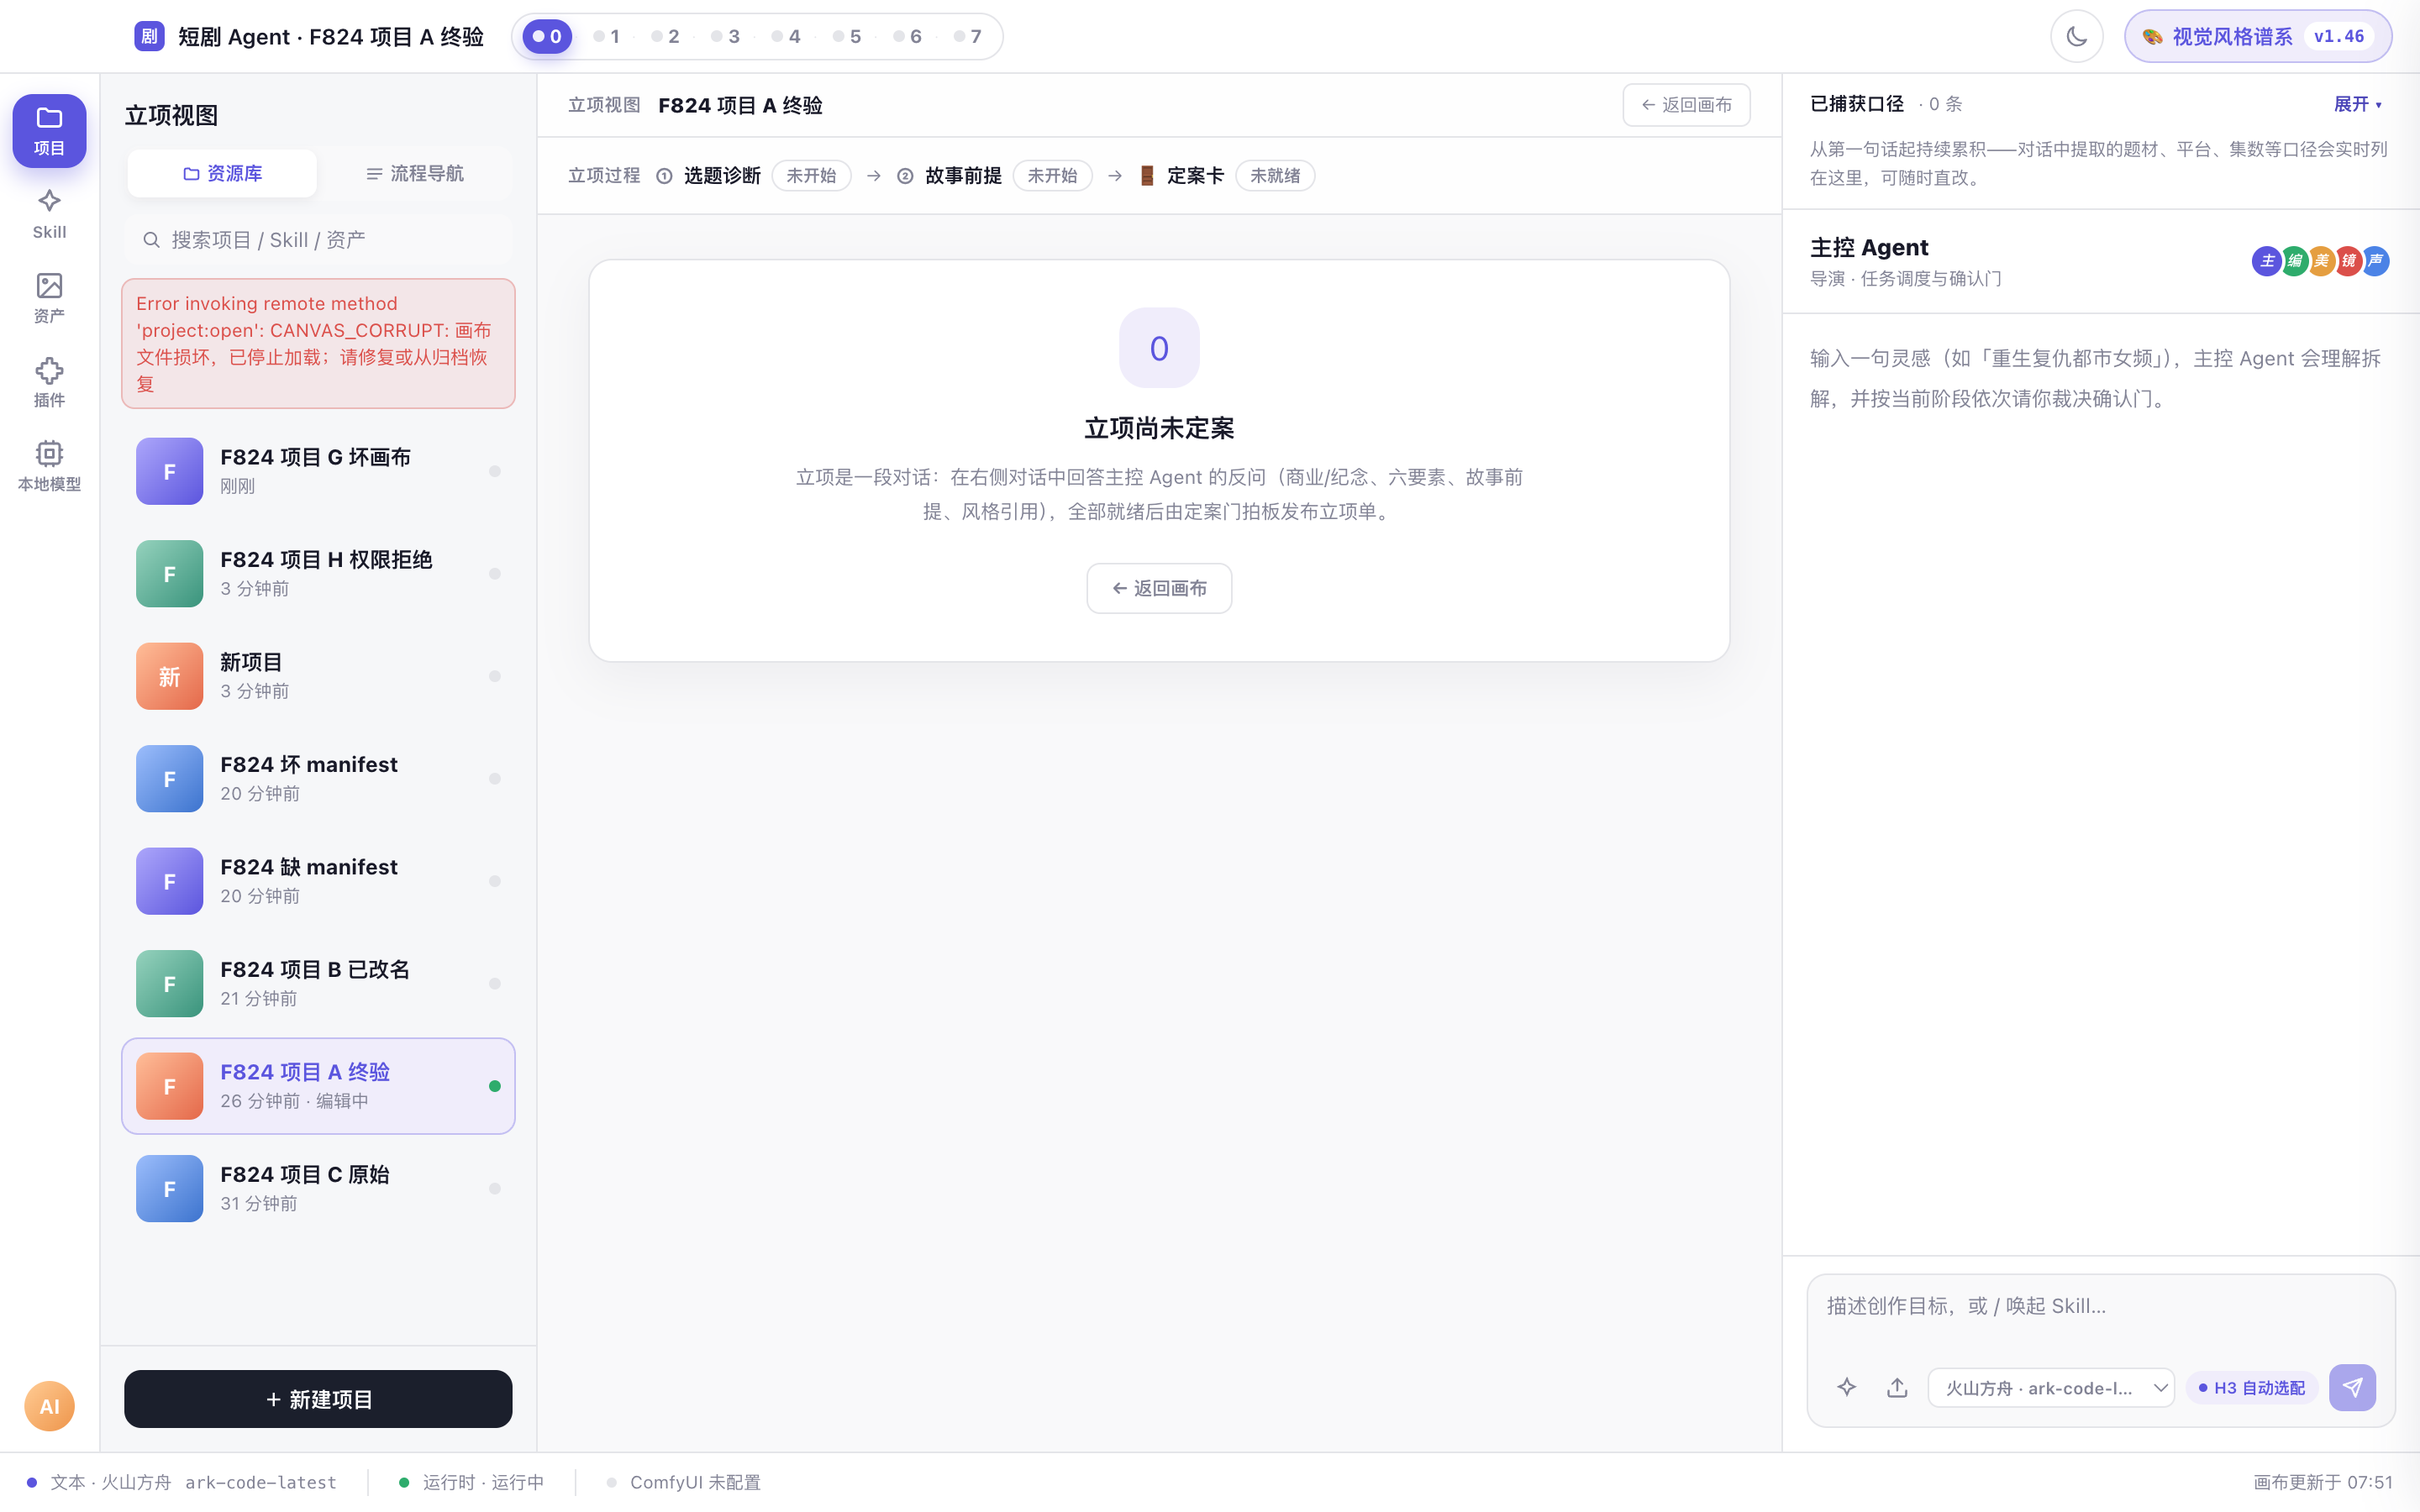 剧 短剧 Agent · F824 项目 A 终验
0 · 1 · 2 · 3 · 4 · 5 · 6 · 7
🎨 视觉风格谱系 v1.46
项目
Skill
资产
插件
本地模型
AI
立项视图
资源库 流程导航
搜索项目 / Skill / 资产
Error invoking remote method
'project:open': CANVAS_CORRUPT: 画布
文件损坏，已停止加载；请修复或从归档恢
复
F F824 项目 G 坏画布
刚刚
F F824 项目 H 权限拒绝
3 分钟前
新 新项目
3 分钟前
F F824 坏 manifest
20 分钟前
F F824 缺 manifest
20 分钟前
F F824 项目 B 已改名
21 分钟前
F F824 项目 A 终验
26 分钟前 · 编辑中
F F824 项目 C 原始
31 分钟前
+ 新建项目
立项视图 F824 项目 A 终验 ← 返回画布
立项过程 ① 选题诊断 未开始 → ② 故事前提 未开始 → 🚪 定案卡 未就绪
0
立项尚未定案
立项是一段对话：在右侧对话中回答主控 Agent 的反问（商业/纪念、六要素、故事前
提、风格引用），全部就绪后由定案门拍板发布立项单。
← 返回画布
已捕获口径 · 0 条 展开 ▾
从第一句话起持续累积——对话中提取的题材、平台、集数等口径会实时列
在这里，可随时直改。
主控 Agent
导演 · 任务调度与确认门
主 编 美 镜 声
输入一句灵感（如「重生复仇都市女频」），主控 Agent 会理解拆
解，并按当前阶段依次请你裁决确认门。
描述创作目标，或 / 唤起 Skill...
火山方舟 · ark-code-l... H3 自动选配
文本 · 火山方舟 ark-code-latest
运行时 · 运行中
ComfyUI 未配置
画布更新于 07:51